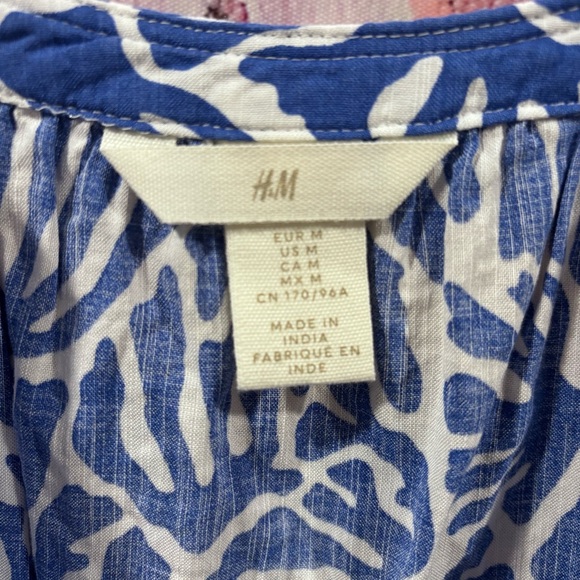 H&M
EUR M
US M
CA M
MX M
CN 170/96A
MADE IN
INDIA
FABRIQUÉ EN
INDE